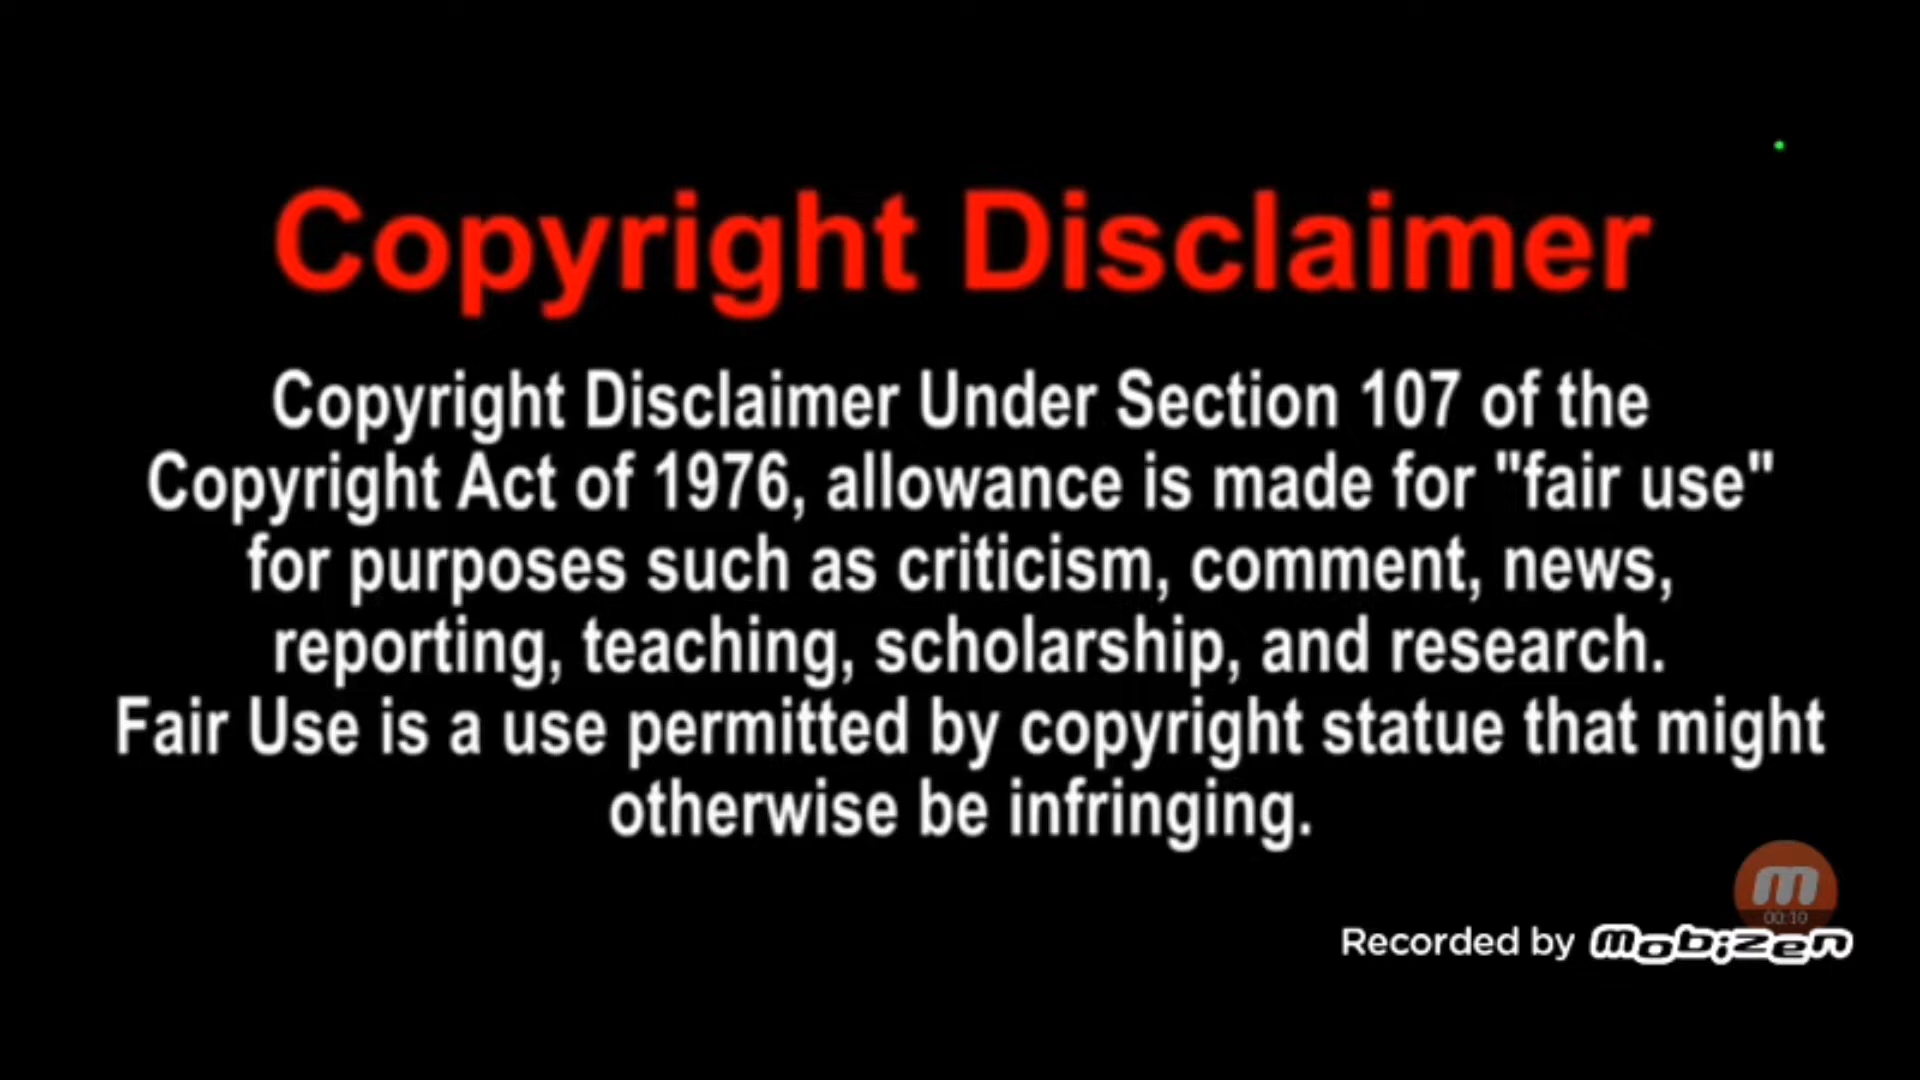 Copyright Disclaimer
Copyright Disclaimer Under Section 107 of the
Copyright Act of 1976, allowance is made for "fair use"
for purposes such as criticism, comment, news,
reporting, teaching, scholarship, and research.
Fair Use is a use permitted by copyright statue that might
otherwise be infringing.
m
00:10
Recorded by mobizen